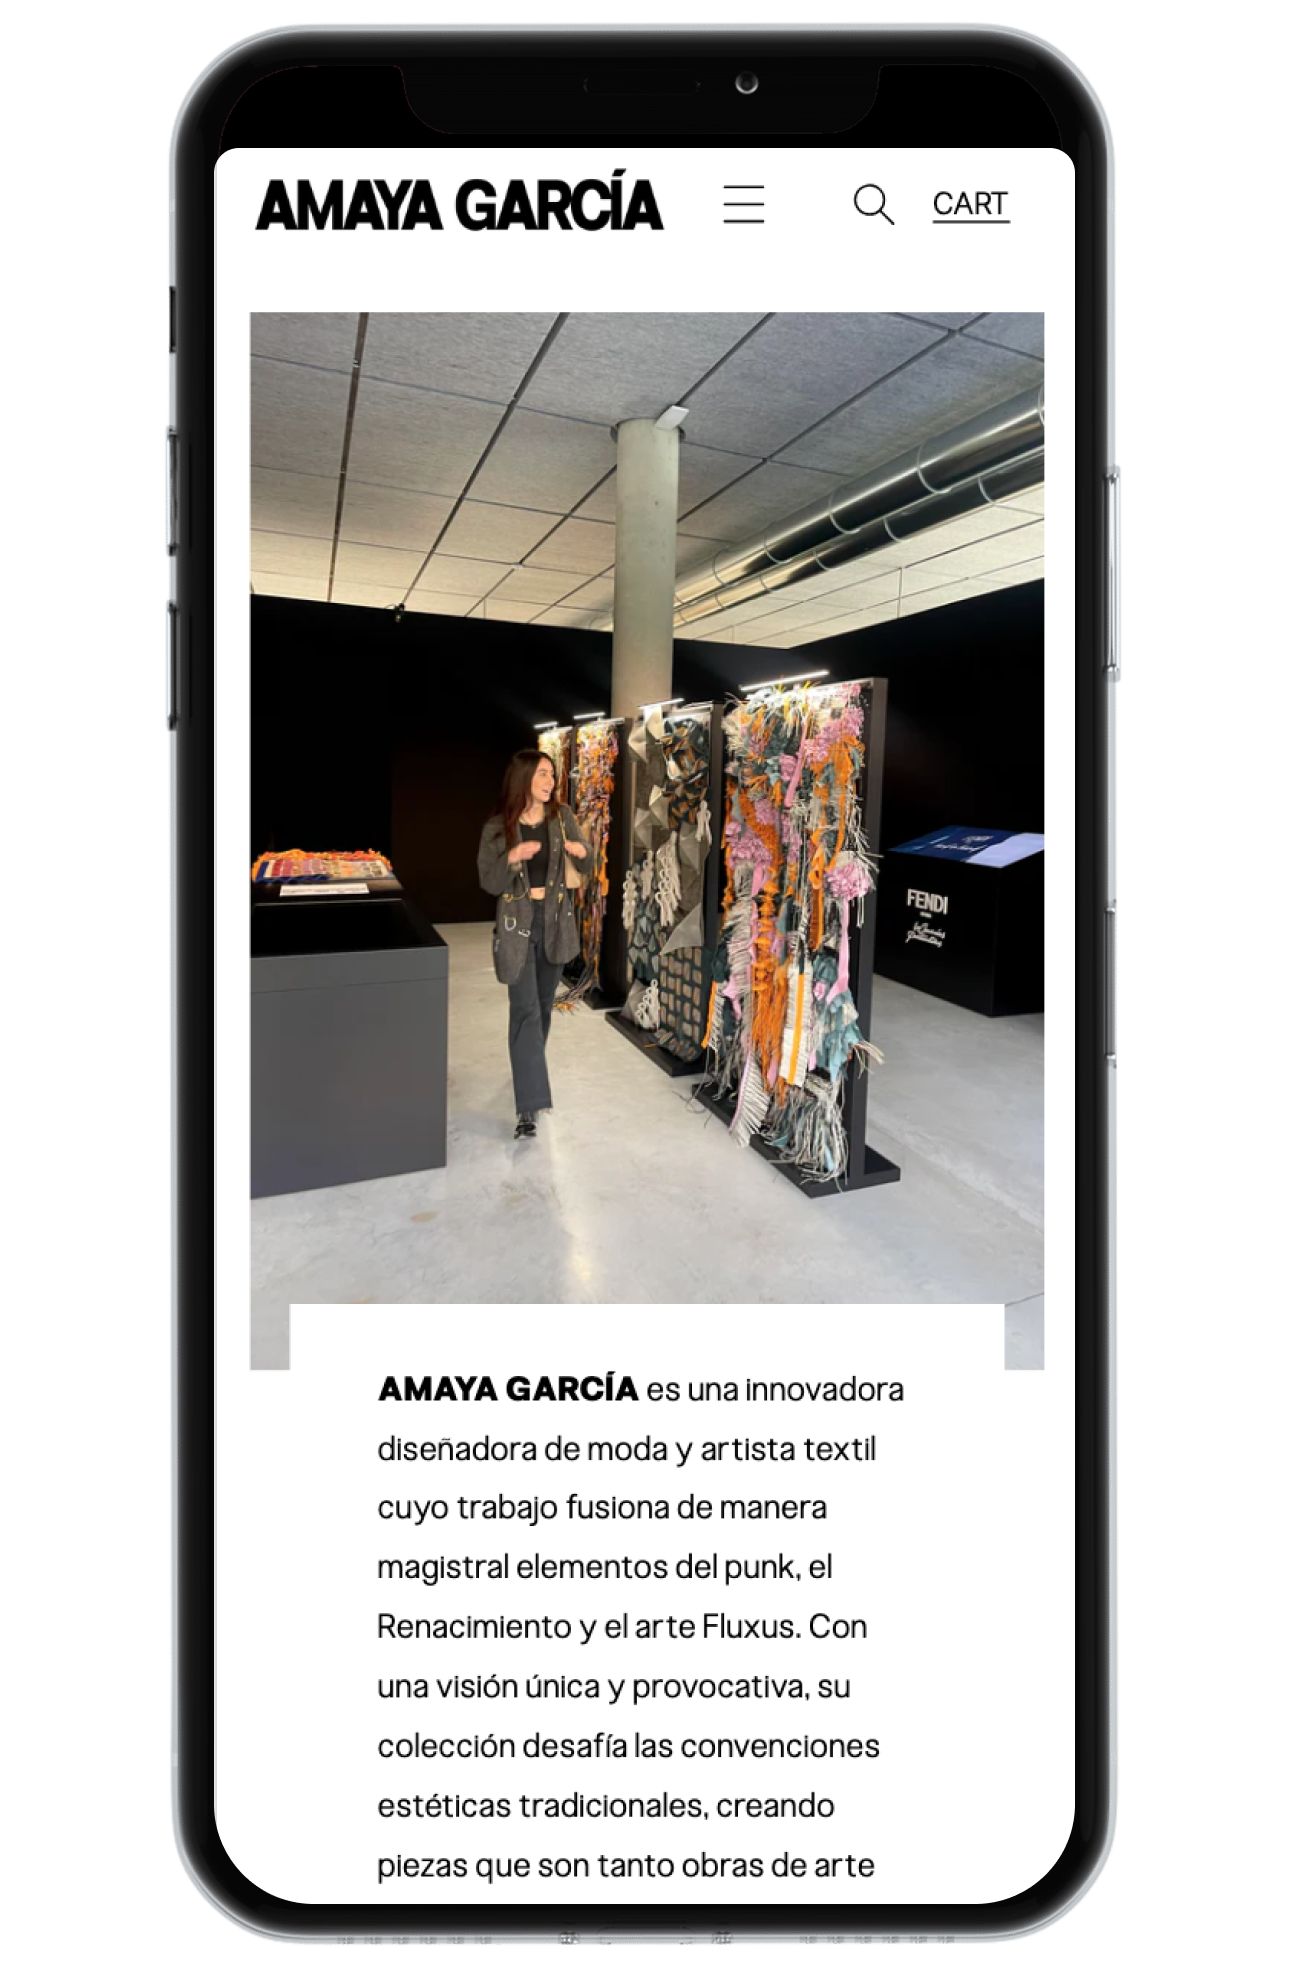 AMAYA GARCÍA
CART
FENDI
AMAYA GARCÍA es una innovadora
diseñadora de moda y artista textil
cuyo trabajo fusiona de manera
magistral elementos del punk, el
Renacimiento y el arte Fluxus. Con
una visión única y provocativa, su
colección desafía las convenciones
estéticas tradicionales, creando
piezas que son tanto obras de arte